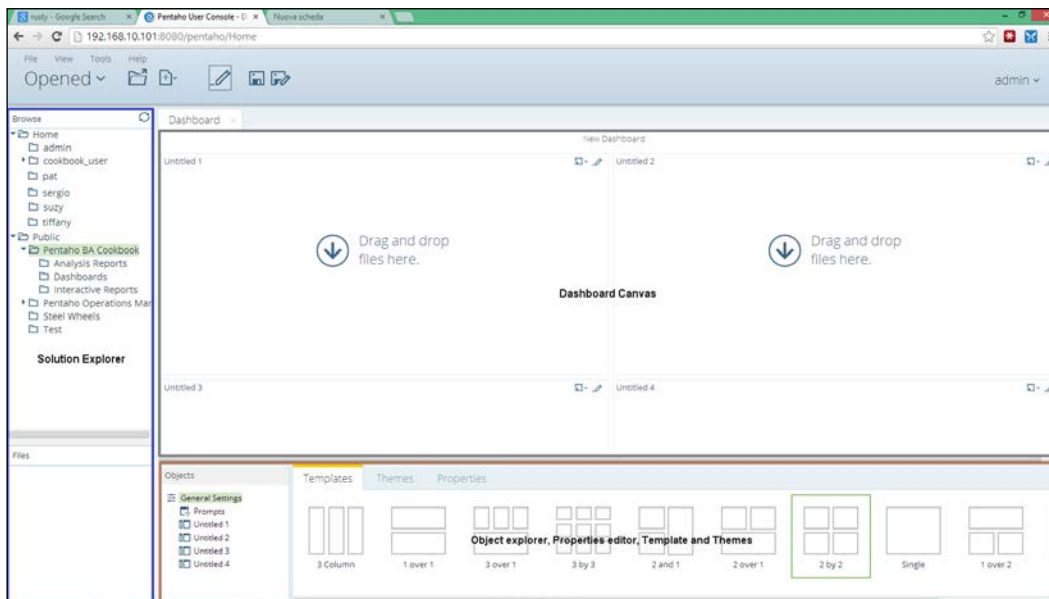 rusty - Google Search
Pentaho User Console - D
Nuova scheda
192.168.10.101:8080/pentaho/Home
File View Tools Help
Opened
admin
Browse
Home
admin
cookbook_user
pat
sergio
suzy
tiffany
Public
Pentaho BA Cookbook
Analysis Reports
Dashboards
Interactive Reports
Pentaho Operations Mar
Steel Wheels
Test
Solution Explorer
Files
Dashboard
New Dashboard
Untitled 1
Untitled 2
Drag and drop
files here.
Drag and drop
files here.
Dashboard Canvas
Untitled 3
Untitled 4
Objects
General Settings
Prompts
Untitled 1
Untitled 2
Untitled 3
Untitled 4
Templates Themes Properties
Object explorer, Properties editor, Template and Themes
3 Column
1 over 1
3 over 1
3 by 3
2 and 1
2 over 1
2 by 2
Single
1 over 2